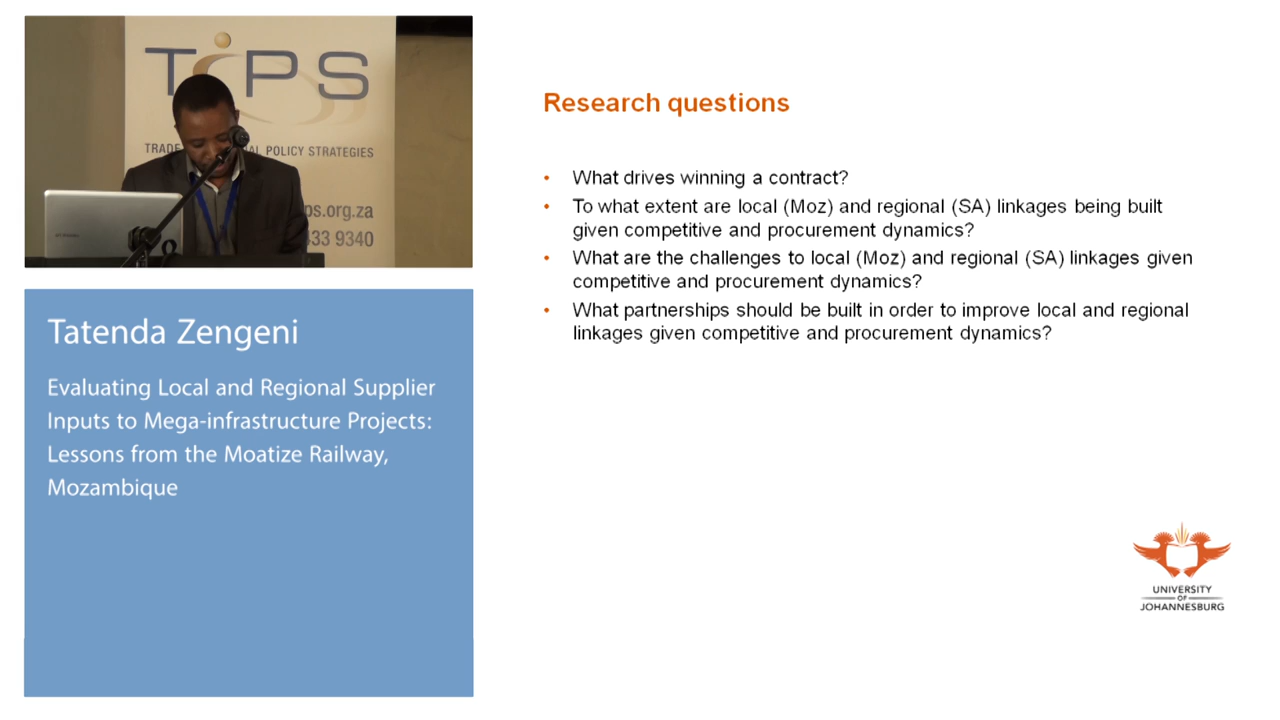 TiPS
TRADE AL POLICY STRATEGIES
ps.org.za
433 9340
Tatenda Zengeni
Evaluating Local and Regional Supplier
Inputs to Mega-infrastructure Projects:
Lessons from the Moatize Railway,
Mozambique
Research questions
• What drives winning a contract?
• To what extent are local (Moz) and regional (SA) linkages being built
given competitive and procurement dynamics?
• What are the challenges to local (Moz) and regional (SA) linkages given
competitive and procurement dynamics?
• What partnerships should be built in order to improve local and regional
linkages given competitive and procurement dynamics?
UNIVERSITY
OF
JOHANNESBURG